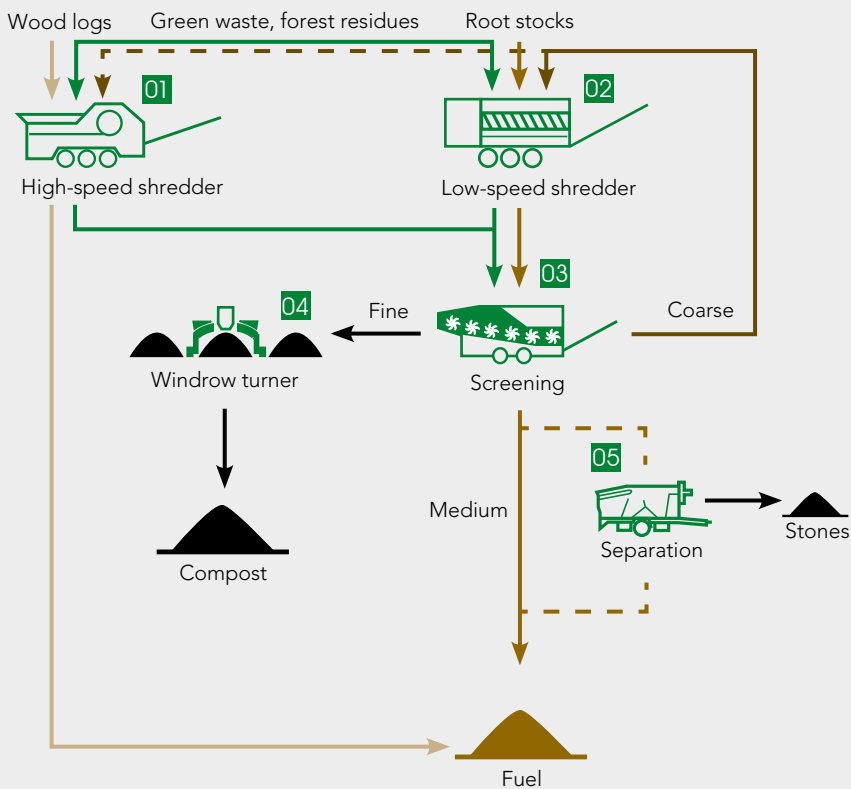 Wood logs
Green waste, forest residues
Root stocks
01
02
High-speed shredder
Low-speed shredder
03
04
Fine
Coarse
Windrow turner
Screening
05
Medium
Separation
Stones
Compost
Fuel